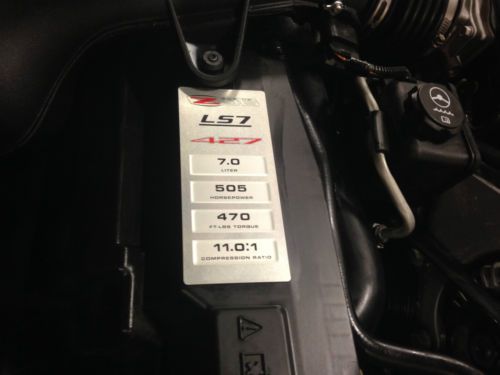 LS7
427
7.0
LITER
505
HORSEPOWER
470
FT-LBS TORQUE
11.0:1
COMPRESSION RATIO